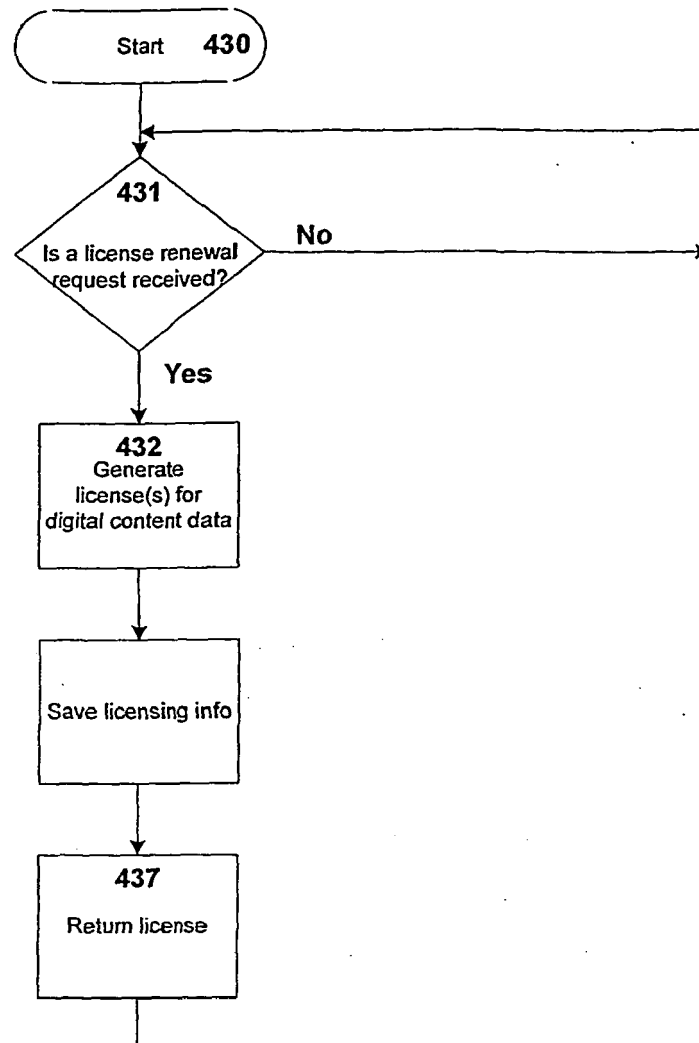 Start 430
431
Is a license renewal
request received?
No
Yes
432
Generate
license(s) for
digital content data
Save licensing info
437
Return license